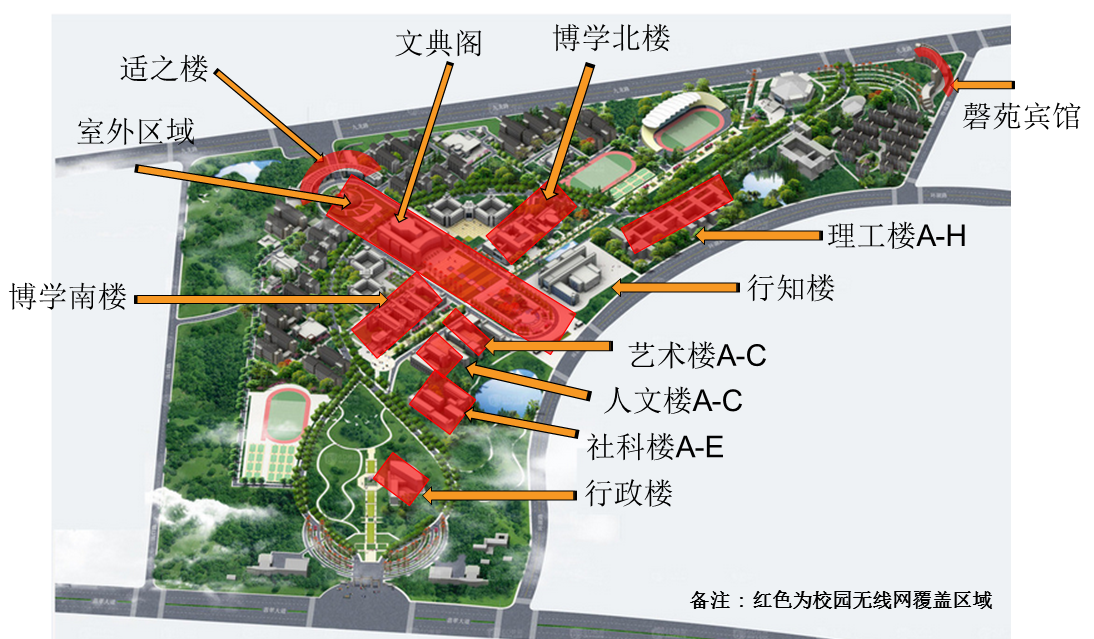 文典阁
博学北楼
适之楼
室外区域
磬苑宾馆
理工楼A-H
行知楼
博学南楼
艺术楼A-C
人文楼A-C
社科楼A-E
行政楼
备注：红色为校园无线网覆盖区域